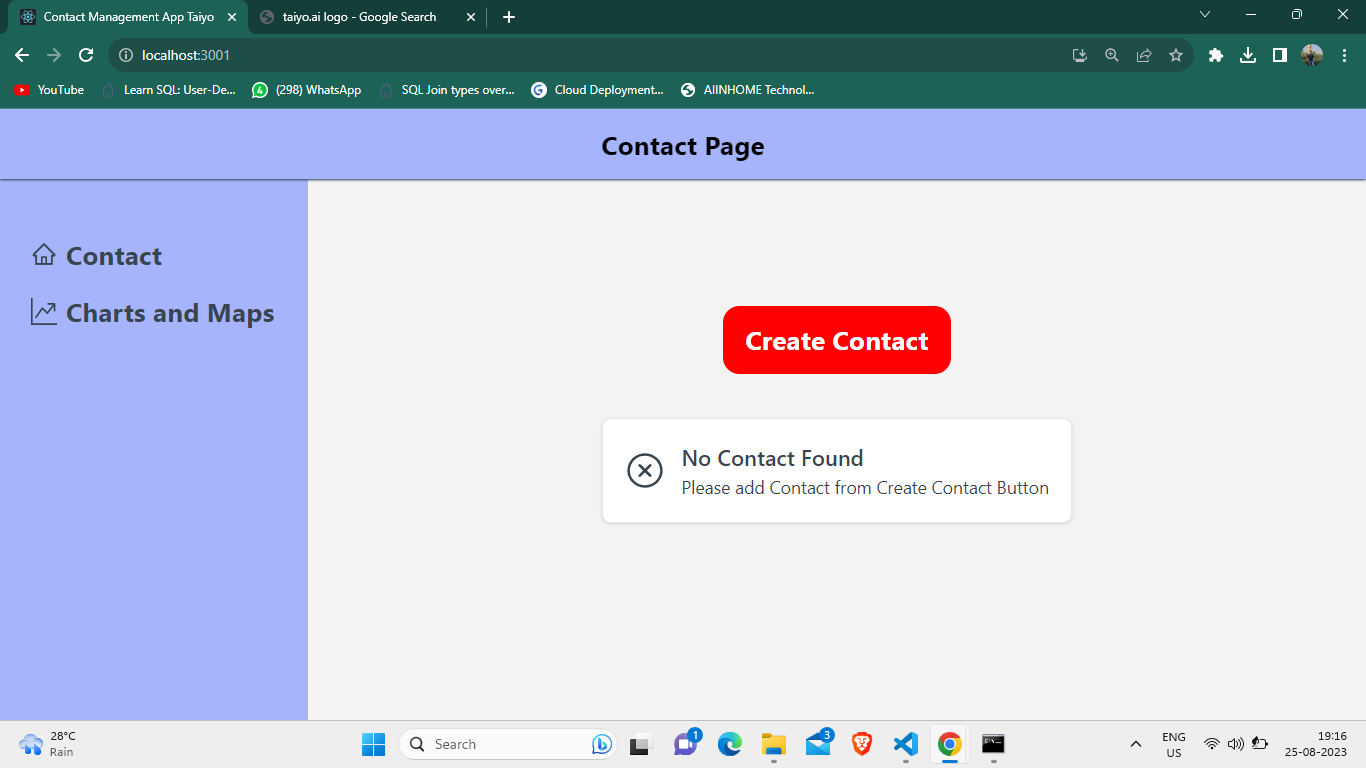 Contact Management App Taiyo
taiyo.ai logo - Google Search
localhost:3001
YouTube
Learn SQL: User-De...
(298) WhatsApp
SQL Join types over...
Cloud Deployment...
AIINHOME Technol...
Contact Page
Contact
Charts and Maps
Create Contact
No Contact Found
Please add Contact from Create Contact Button
28°C
Rain
Search
1
3
ENG
US
19:16
25-08-2023